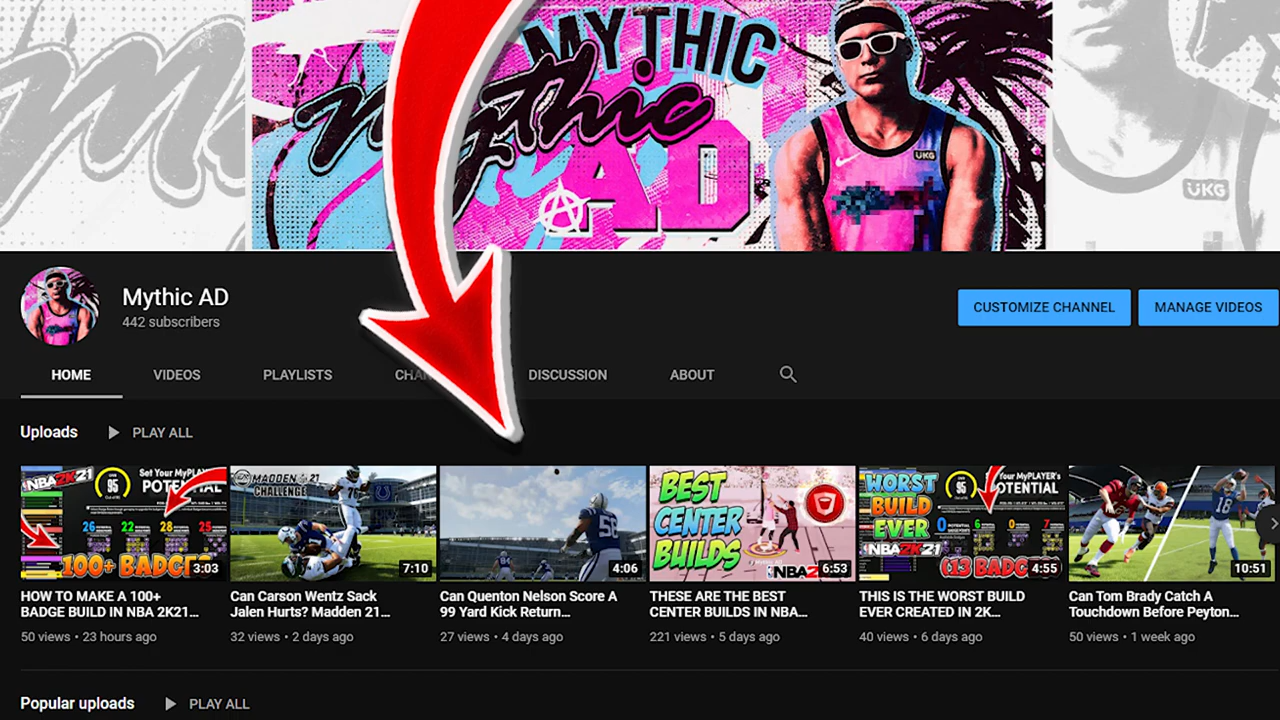 MYTHIC
mythic
AD
UKG
UKG
Mythic AD
442 subscribers
CUSTOMIZE CHANNEL
MANAGE VIDEOS
HOME
VIDEOS
PLAYLISTS
DISCUSSION
ABOUT
Uploads
PLAY ALL
NBA2K21
95
Set Your MyPLAYER
26 22 28 25
100+
3:03
MADDEN 21
CHALLENGE
7:10
4:06
BEST
CENTER
BUILDS
6:53
WORST
BUILD
EVER
95
Your MyPLAYER's
0 6 0 7
NBA2K21
4:55
18
10:51
HOW TO MAKE A 100+
BADGE BUILD IN NBA 2K21...
50 views • 23 hours ago
Can Carson Wentz Sack
Jalen Hurts? Madden 21...
32 views • 2 days ago
Can Quenton Nelson Score A
99 Yard Kick Return...
27 views • 4 days ago
THESE ARE THE BEST
CENTER BUILDS IN NBA...
221 views • 5 days ago
THIS IS THE WORST BUILD
EVER CREATED IN 2K...
40 views • 6 days ago
Can Tom Brady Catch A
Touchdown Before Peyton...
50 views • 1 week ago
Popular uploads
PLAY ALL